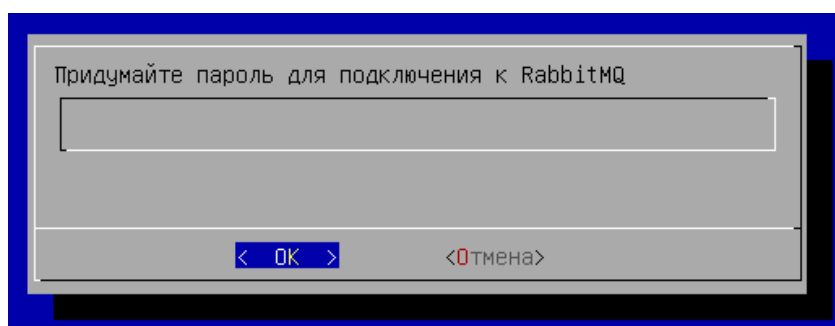 Придумайте пароль для подключения к RabbitMQ
< OK > <Отмена>